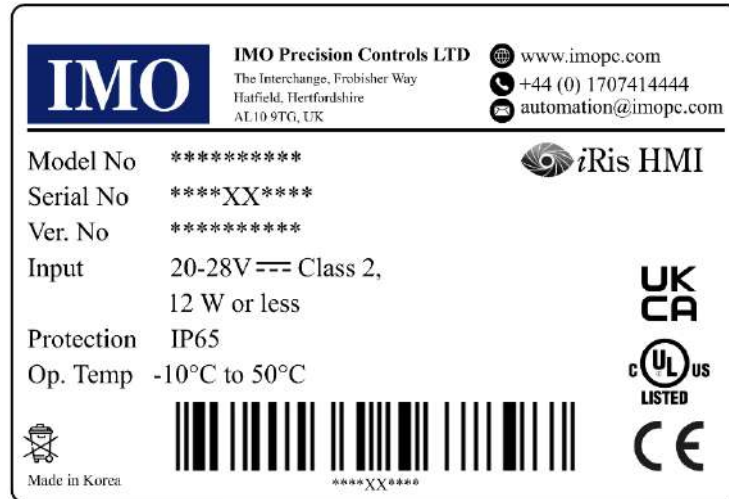 IMO
IMO Precision Controls LTD
The Interchange, Frobisher Way
Hatfield, Hertfordshire
AL10 9TG, UK
www.imopc.com
+44 (0) 1707414444
automation@imopc.com
iRis HMI
Model No **********
Serial No ****XX****
Ver. No **********
Input 20-28V Class 2,
12 W or less
Protection IP65
Op. Temp -10°C to 50°C
UK
CA
C UL US
LISTED
CE
Made in Korea
****XX****